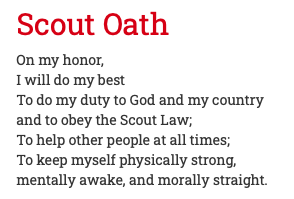 Scout Oath
On my honor,
I will do my best
To do my duty to God and my country
and to obey the Scout Law;
To help other people at all times;
To keep myself physically strong,
mentally awake, and morally straight.